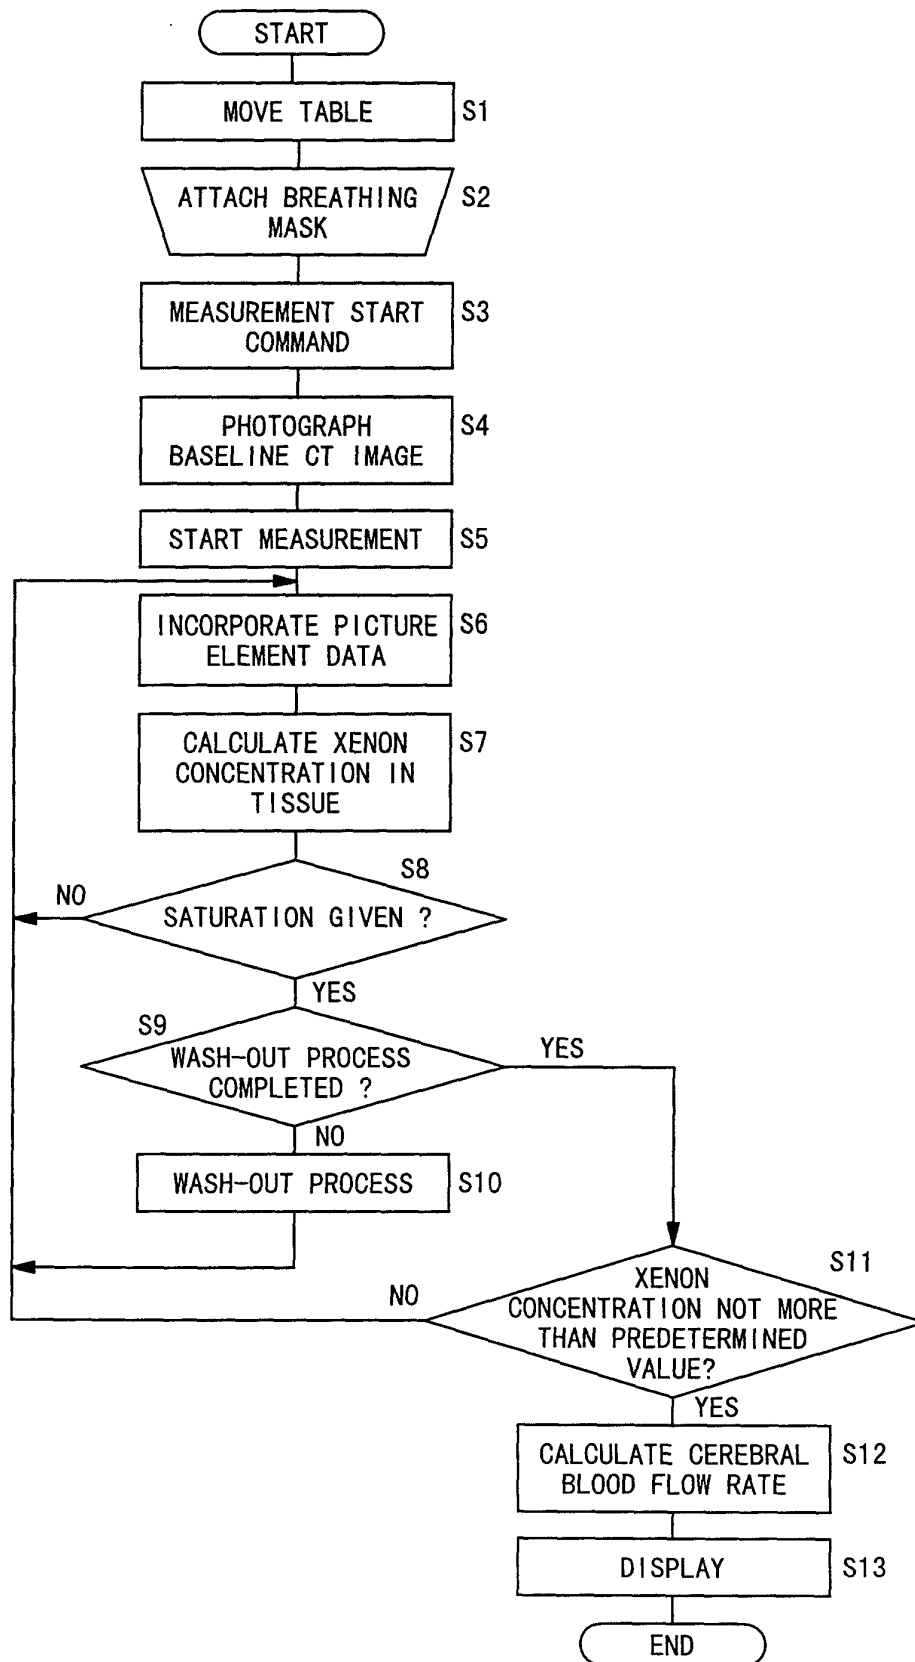 START
MOVE TABLE S1
ATTACH BREATHING
MASK
S2
MEASUREMENT START
COMMAND
S3
PHOTOGRAPH
BASELINE CT IMAGE
S4
START MEASUREMENT S5
INCORPORATE PICTURE
ELEMENT DATA
S6
CALCULATE XENON
CONCENTRATION IN
TISSUE
S7
S8
NO
SATURATION GIVEN ?
YES
S9
WASH-OUT PROCESS
COMPLETED ?
YES
NO
WASH-OUT PROCESS S10
S11
NO
XENON
CONCENTRATION NOT MORE
THAN PREDETERMINED
VALUE?
YES
CALCULATE CEREBRAL
BLOOD FLOW RATE
S12
DISPLAY S13
END